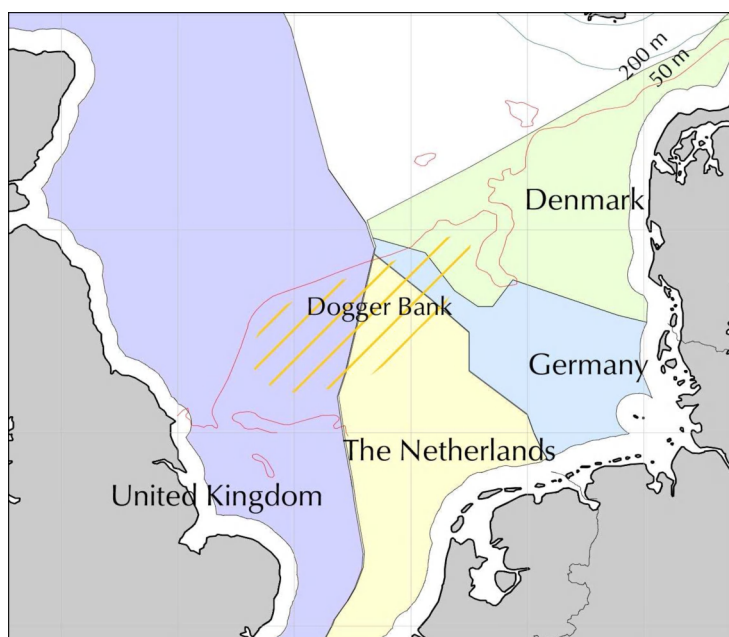 200 m
50 m
Denmark
Dogger Bank
Germany
The Netherlands
United Kingdom